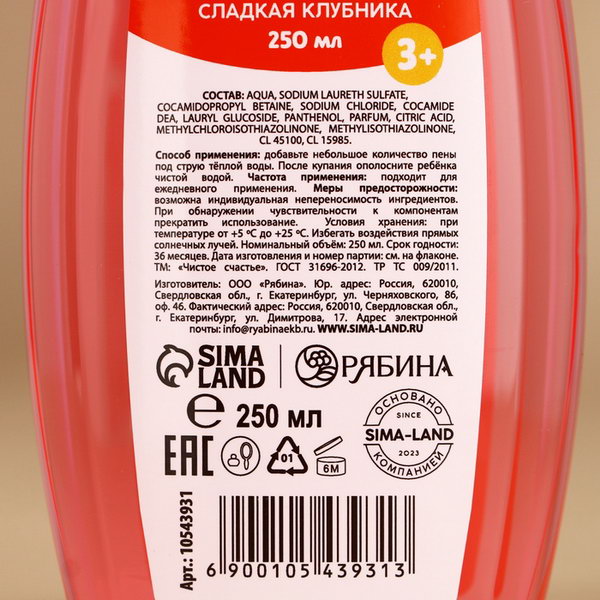 СЛАДКАЯ КЛУБНИКА
250 мл
3+
СОСТАВ: AQUA, SODIUM LAURETH SULFATE,
COCAMIDOPROPYL BETAINE, SODIUM CHLORIDE, COCAMIDE
DEA, LAURYL GLUCOSIDE, PANTHENOL, PARFUM, CITRIC ACID,
METHYLCHLOROISOTHIAZOLINONE, METHYLISOTHIAZOLINONE,
CL 45100, CL 15985.
Способ применения: добавьте небольшое количество пены
под струю тёплой воды. После купания ополосните ребёнка
чистой водой. Частота применения: подходит для
ежедневного применения. Меры предосторожности:
возможна индивидуальная непереносимость ингредиентов.
При обнаружении чувствительности к компонентам
прекратить использование. Условия хранения: при
температуре от +5 °С до +25 °С. Избегать воздействия прямых
солнечных лучей. Номинальный объём: 250 мл. Срок годности:
36 месяцев. Дата изготовления и номер партии: см. на флаконе.
ТМ: «Чистое счастье». ГОСТ 31696-2012. ТР ТС 009/2011.
Изготовитель: ООО «Рябина». Юр. адрес: Россия, 620010,
Свердловская обл., г. Екатеринбург, ул. Черняховского, 86,
оф. 46. Фактический адрес: Россия, 620010, Свердловская обл.,
г. Екатеринбург, ул. Димитрова, 17. Адрес электронной
почты: info@ryabinaekb.ru. WWW.SIMA-LAND.RU
SIMA
LAND
РЯБИНА
℮ 250 мл
ОСНОВАНО
SINCE
SIMA-LAND
2023
КОМПАНИЕЙ
EAC
01
6М
Арт.: 10543931
6 900105 439313